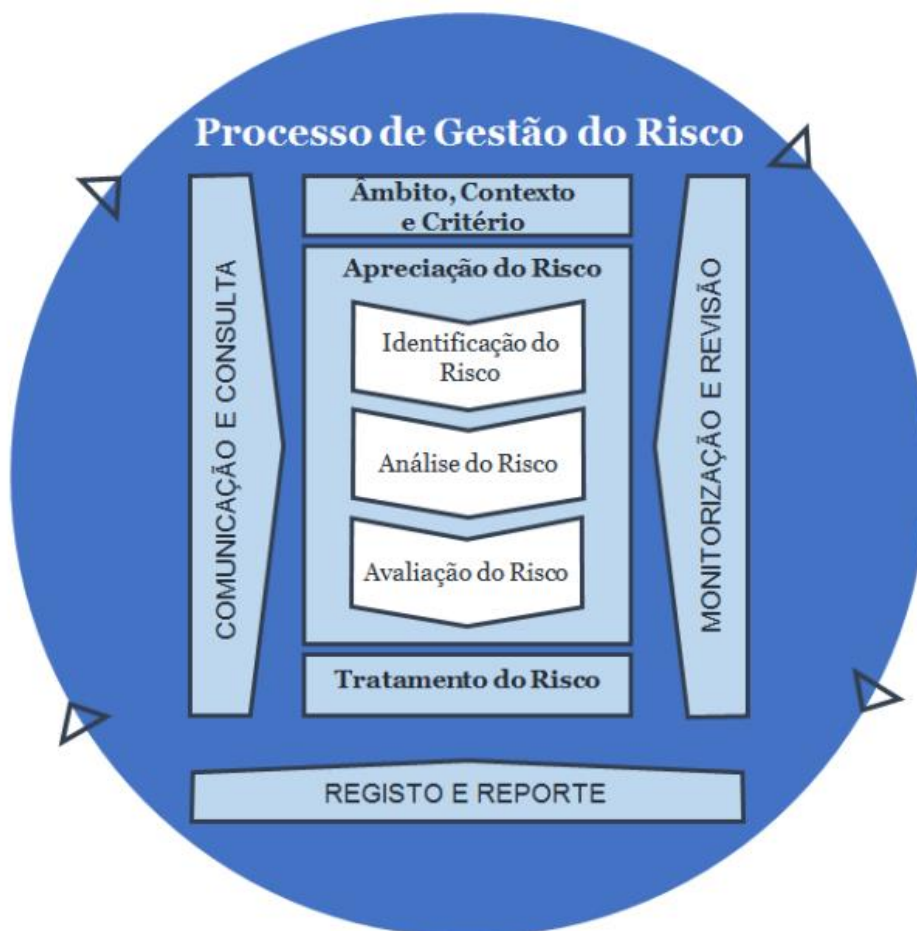 Processo de Gestão do Risco
Âmbito, Contexto
e Critério
Apreciação do Risco
Identificação do
Risco
Análise do Risco
Avaliação do Risco
Tratamento do Risco
COMUNICAÇÃO E CONSULTA
MONITORIZAÇÃO E REVISÃO
REGISTO E REPORTE